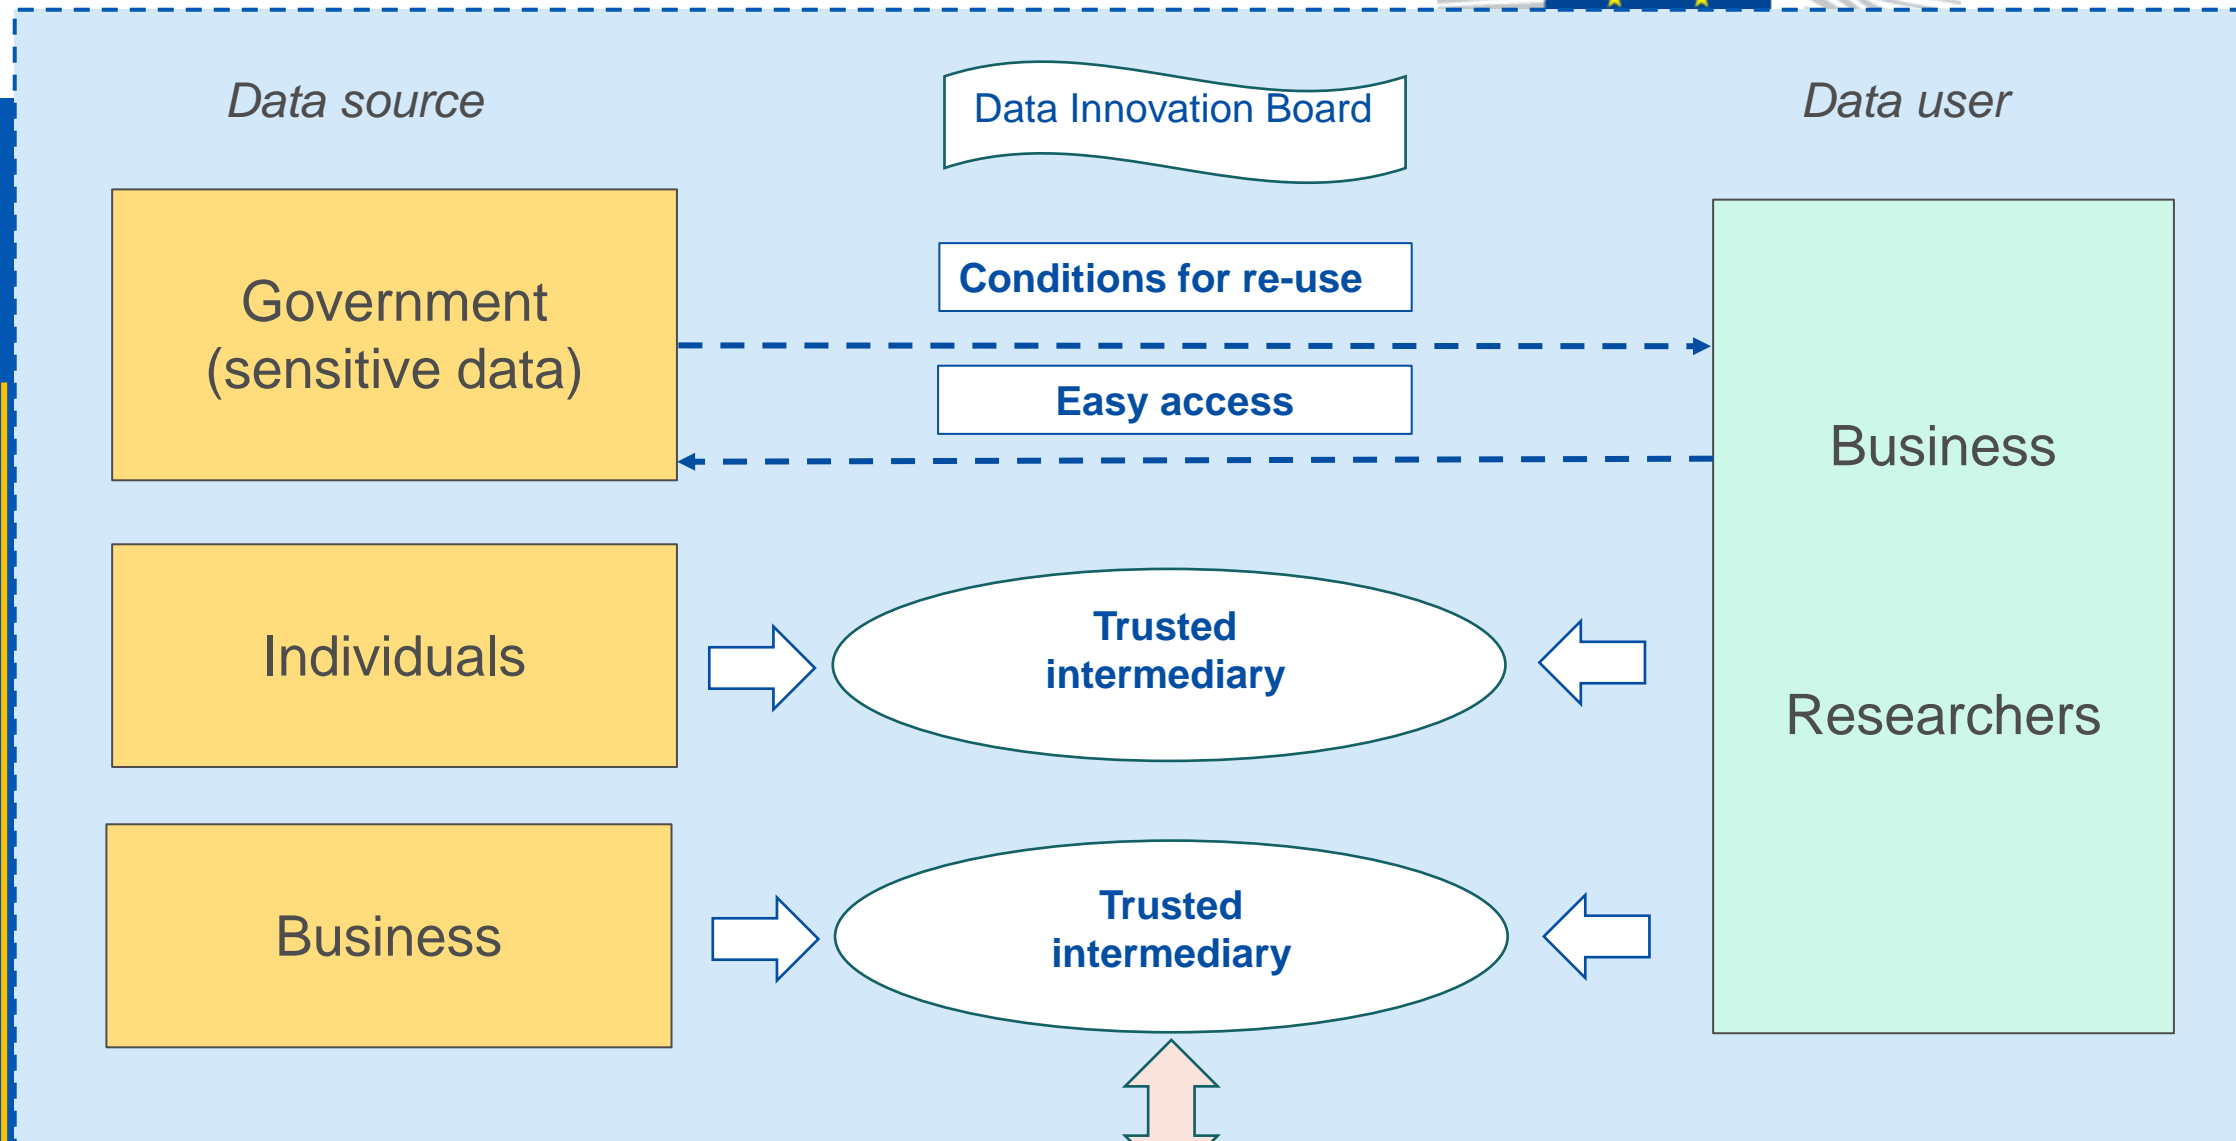 Data source
Data Innovation Board
Data user
Government
(sensitive data)
Conditions for re-use
Easy access
Business
Researchers
Individuals
Trusted
intermediary
Business
Trusted
intermediary